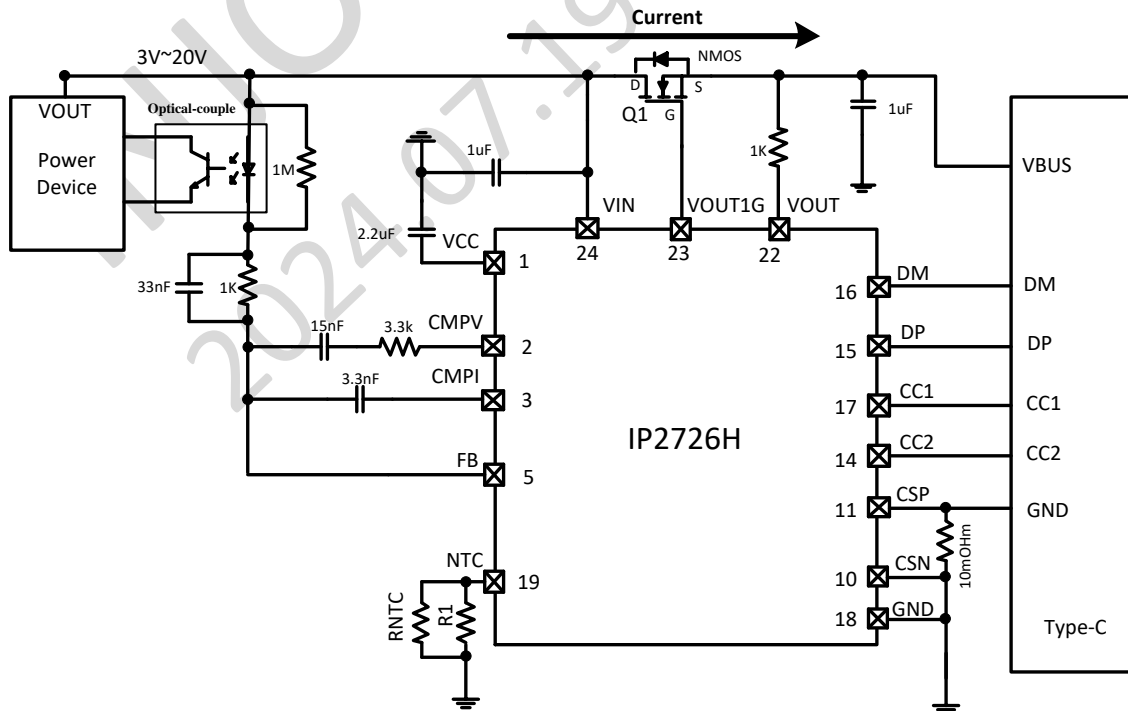 Current
3V~20V
NMOS
D
S
G
Q1
VOUT
Optical-couple
Power
Device
1M
1uF
1K
1uF
VBUS
2.2uF
VCC
VIN
VOUT1G
VOUT
24
23
22
1
33nF
1K
16
DM
DM
15nF
3.3k
CMPV
2
15
DP
DP
3.3nF
CMPI
3
17
CC1
CC1
IP2726H
14
CC2
CC2
FB
5
11
CSP
GND
10mOHm
NTC
19
10
CSN
RNTC
R1
18
GND
Type-C
2024.07.19